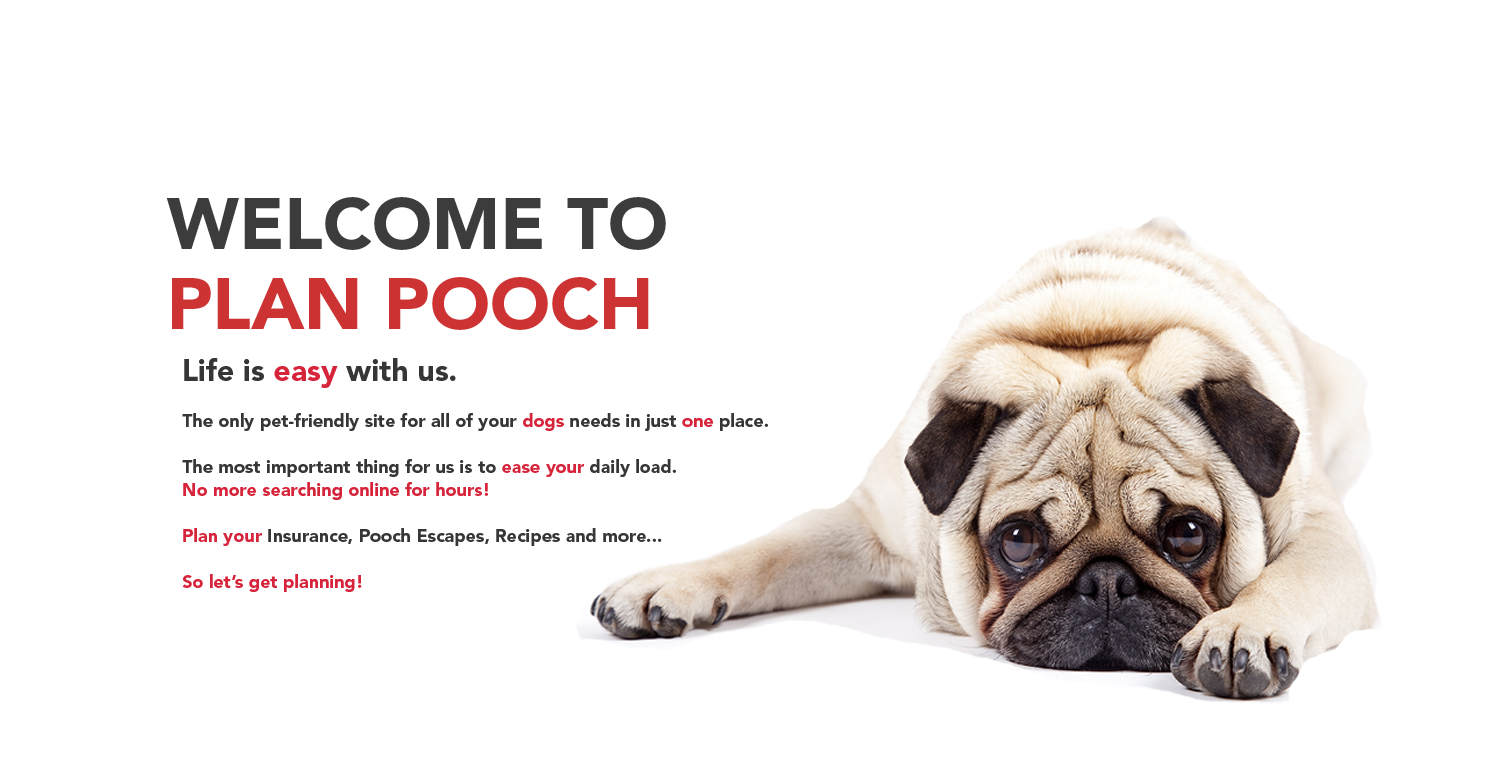 WELCOME TO
PLAN POOCH
Life is easy with us.
The only pet-friendly site for all of your dogs needs in just one place.
The most important thing for us is to ease your daily load.
No more searching online for hours!
Plan your Insurance, Pooch Escapes, Recipes and more...
So let’s get planning!